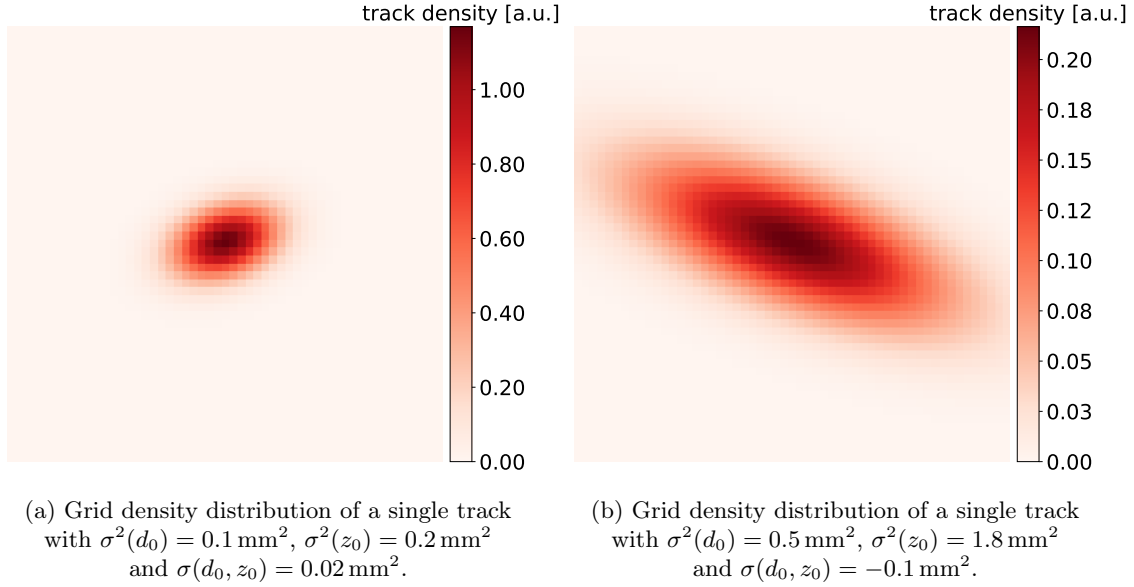 track density [a.u.]
1.00
0.80
0.60
0.40
0.20
0.00
track density [a.u.]
0.20
0.18
0.15
0.12
0.10
0.08
0.05
0.03
0.00
(a) Grid density distribution of a single track
with σ²(d₀) = 0.1 mm², σ²(z₀) = 0.2 mm²
and σ(d₀, z₀) = 0.02 mm².
(b) Grid density distribution of a single track
with σ²(d₀) = 0.5 mm², σ²(z₀) = 1.8 mm²
and σ(d₀, z₀) = −0.1 mm².